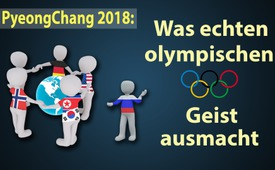 PyeongChang 2018:
Was echten
olympischen
Geist
ausmacht